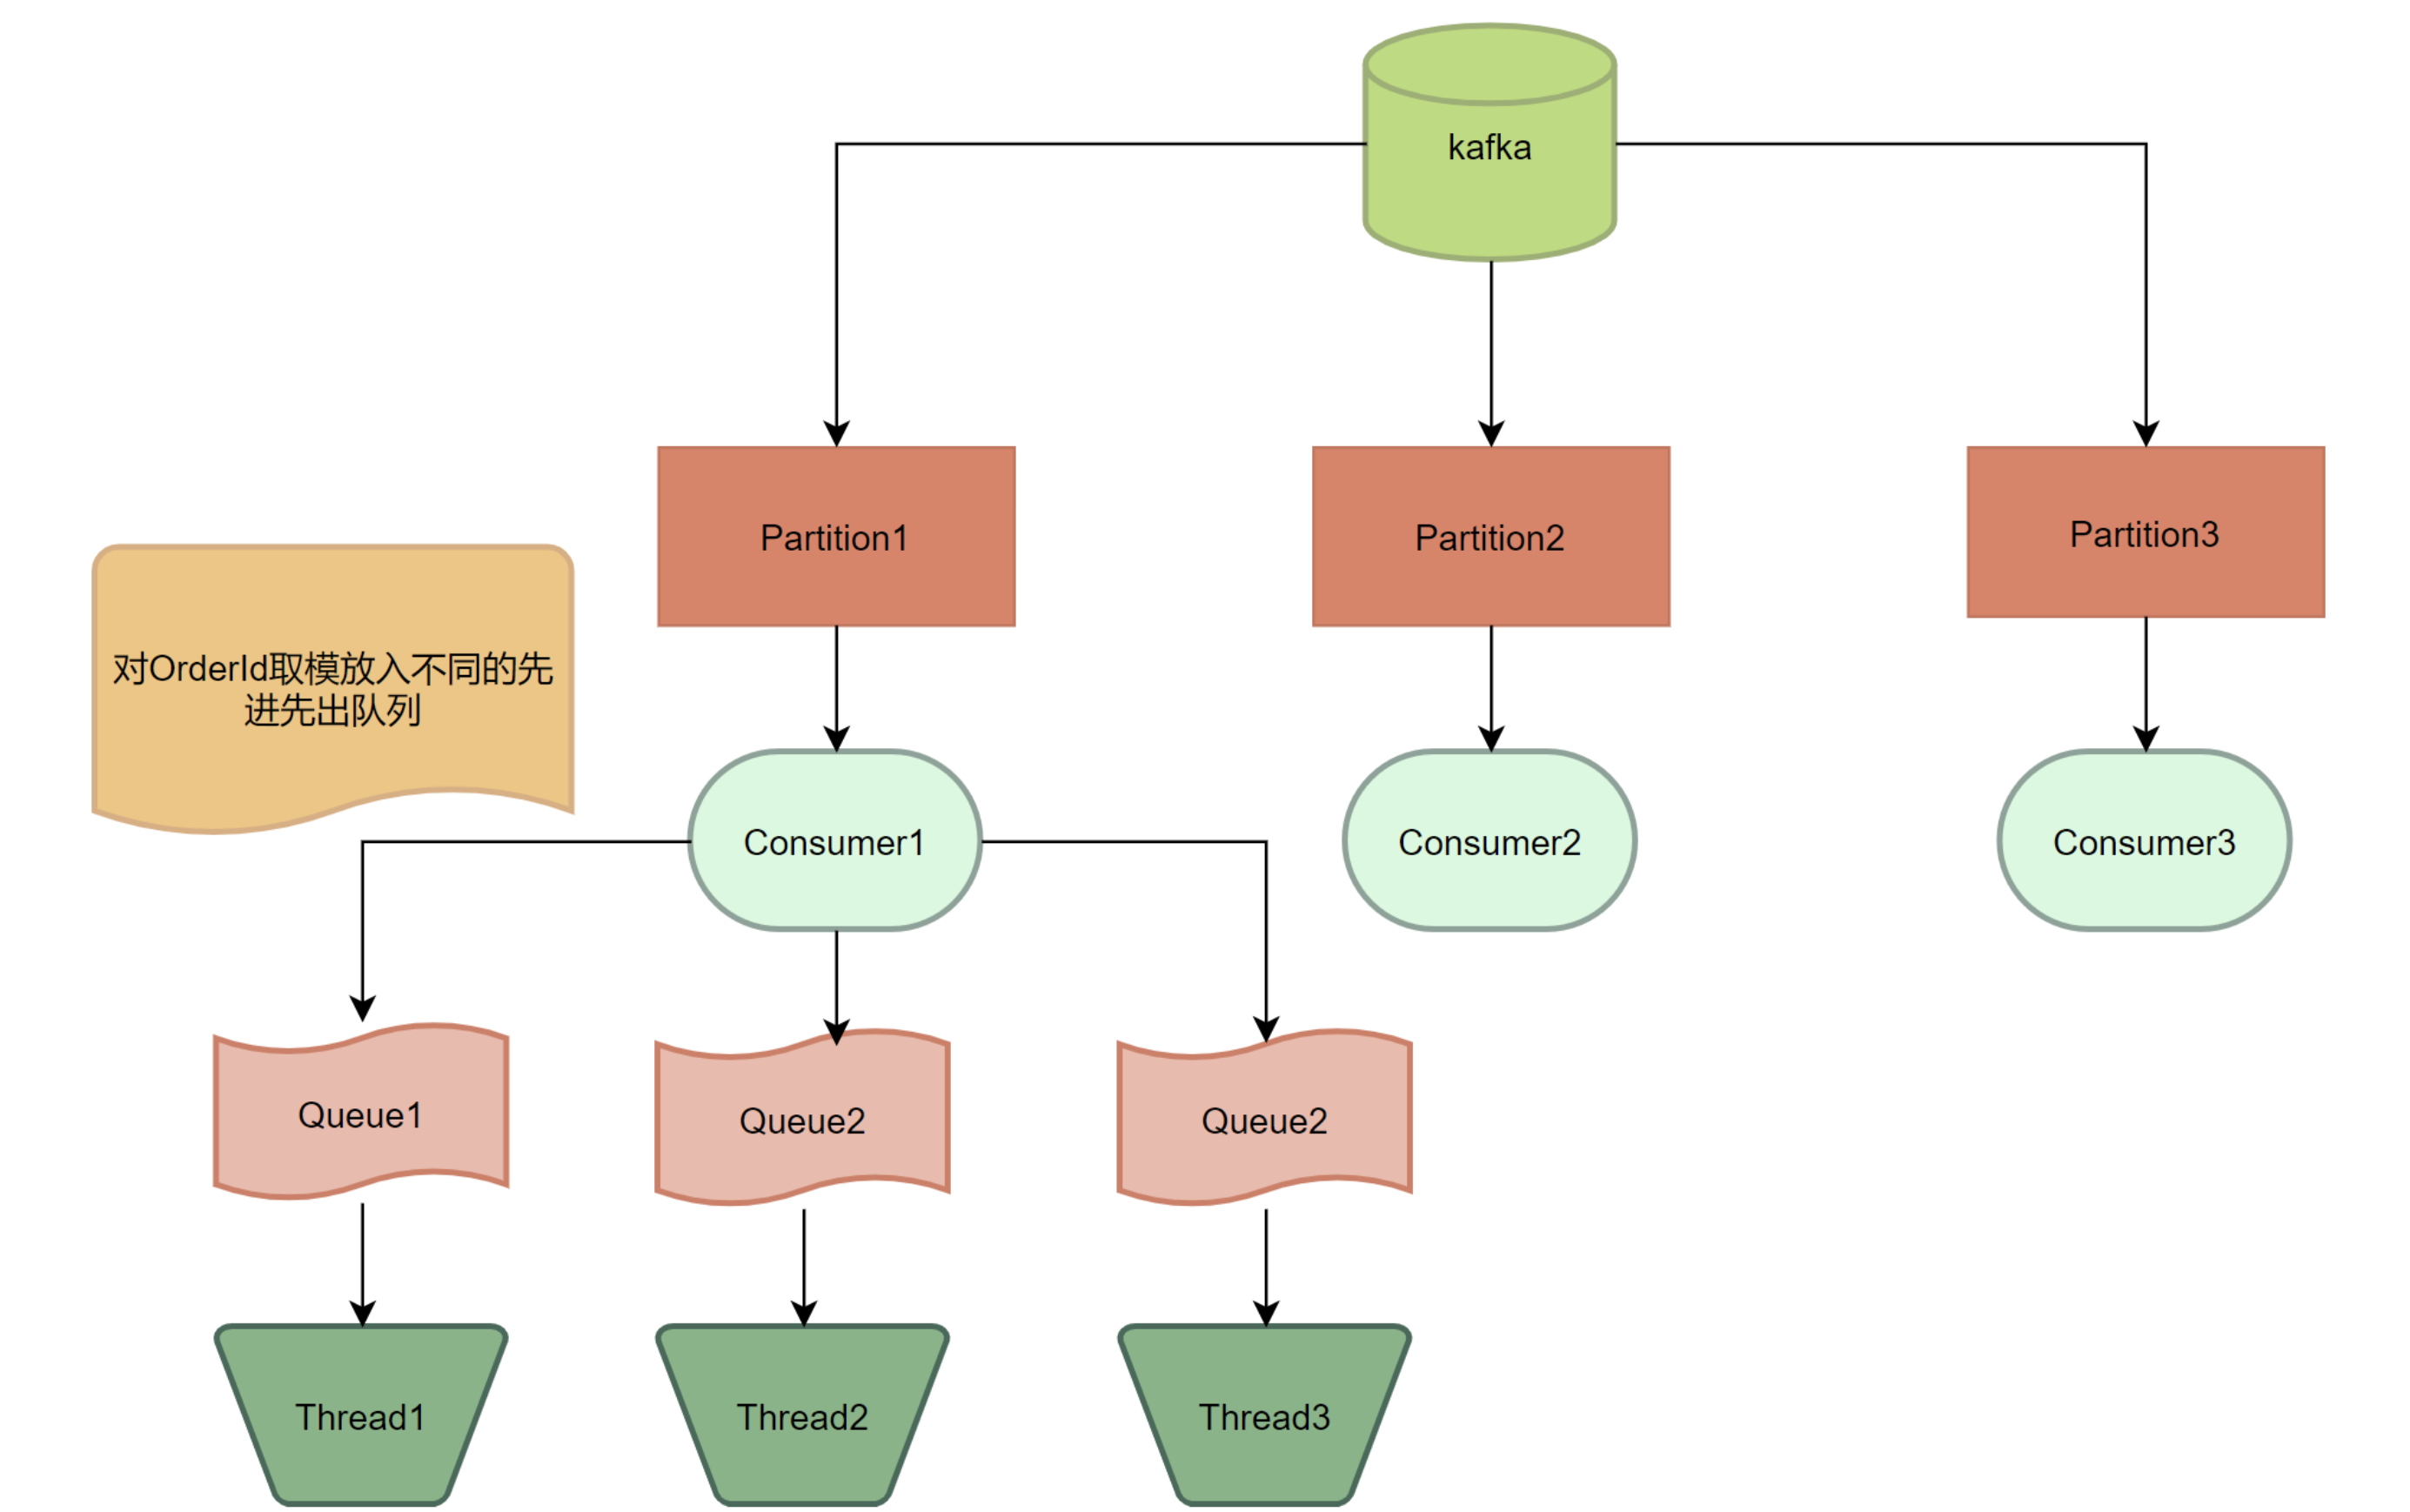 kafka
Partition1
Partition2
Partition3
对OrderId取模放入不同的先
进先出队列
Consumer1
Consumer2
Consumer3
Queue1
Queue2
Queue2
Thread1
Thread2
Thread3